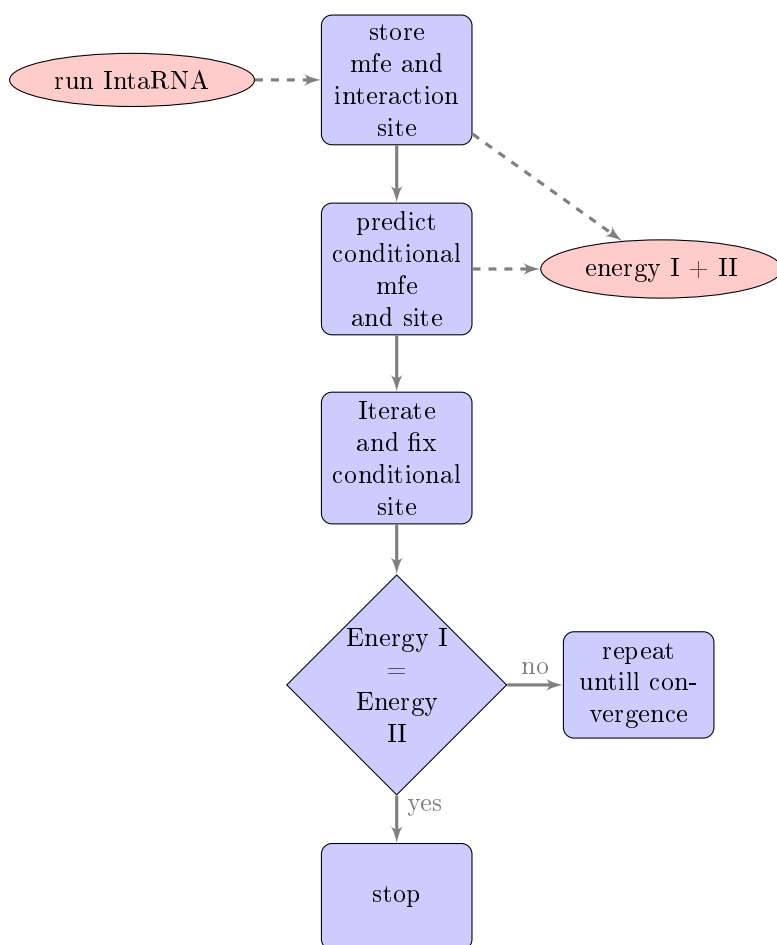 store
mfe and
interaction
site
run IntaRNA
predict
conditional
mfe
and site
energy I + II
Iterate
and fix
conditional
site
Energy I
=
Energy
II
no
repeat
untill con-
vergence
yes
stop